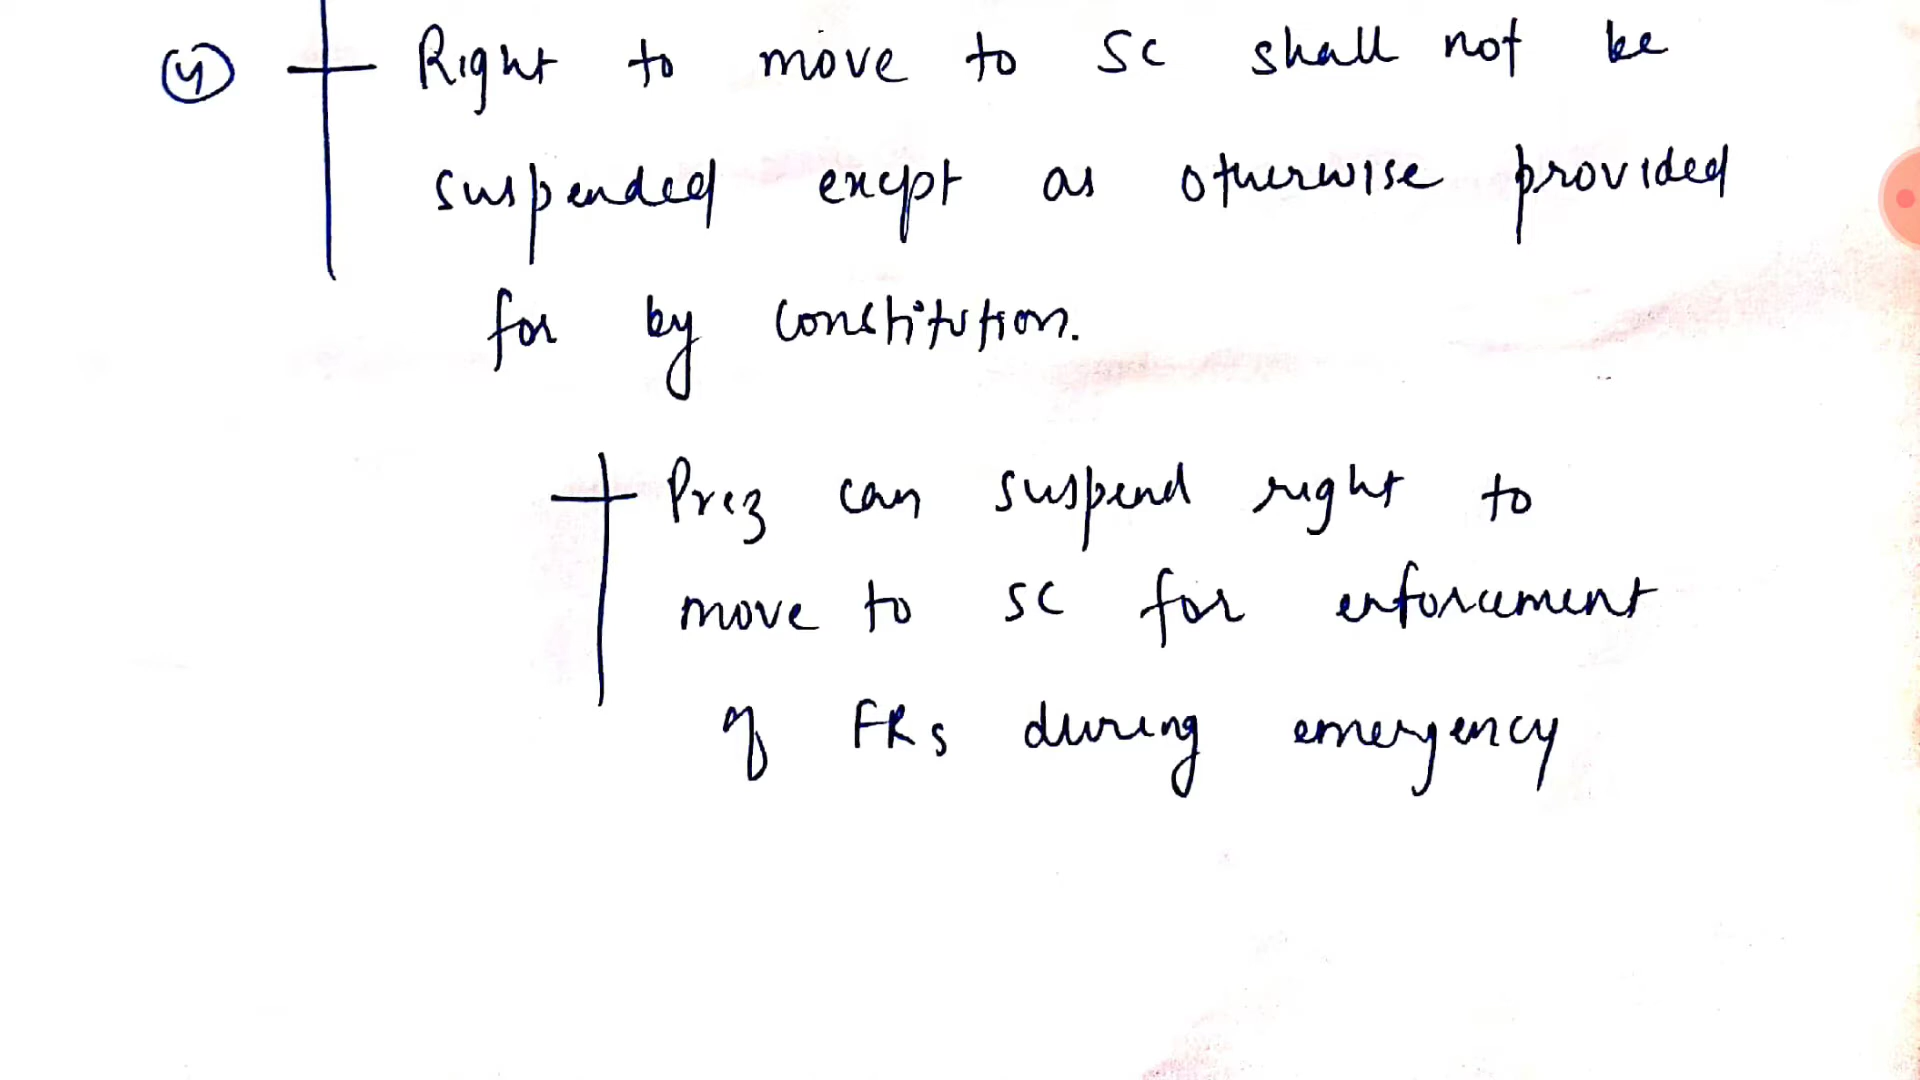 ④ Right to move to SC shall not be
suspended except as otherwise provided
for by constitution.
Prez can suspend right to
move to SC for enforcement
of FRs during emergency